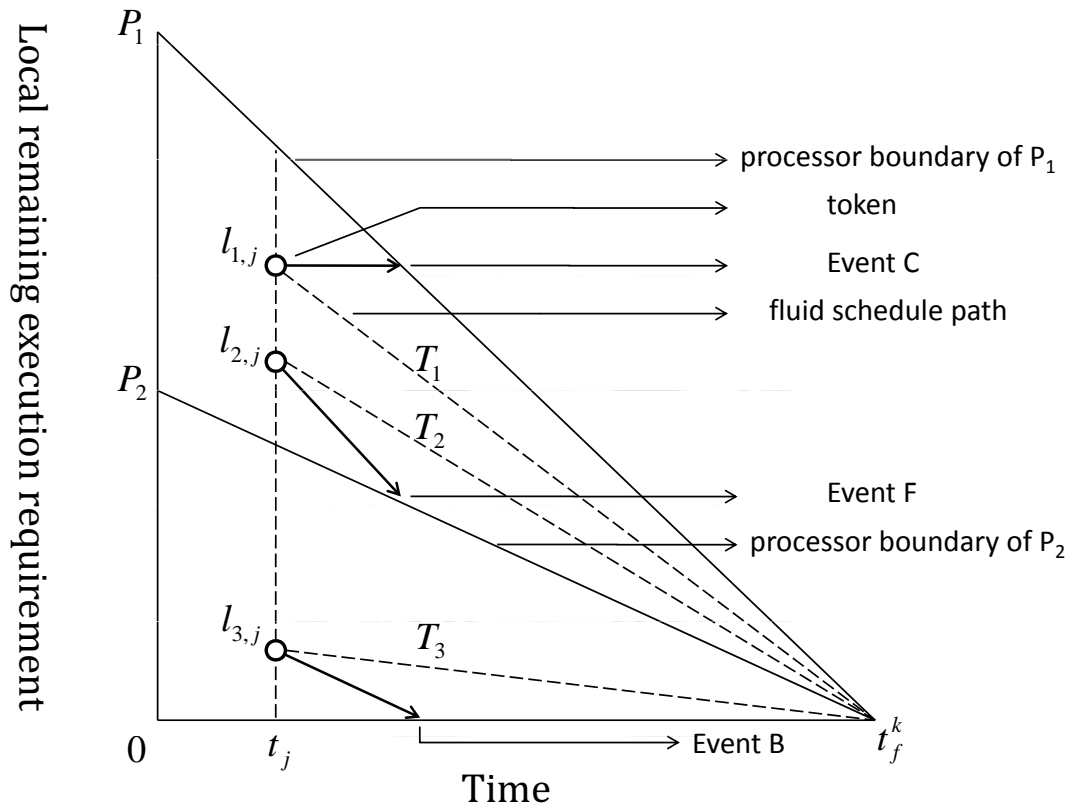 Local remaining execution requirement
P₁
processor boundary of P₁
token
l₁,ⱼ
Event C
fluid schedule path
l₂,ⱼ
T₁
P₂
T₂
Event F
processor boundary of P₂
l₃,ⱼ
T₃
0
tⱼ
Event B
t_f^k
Time